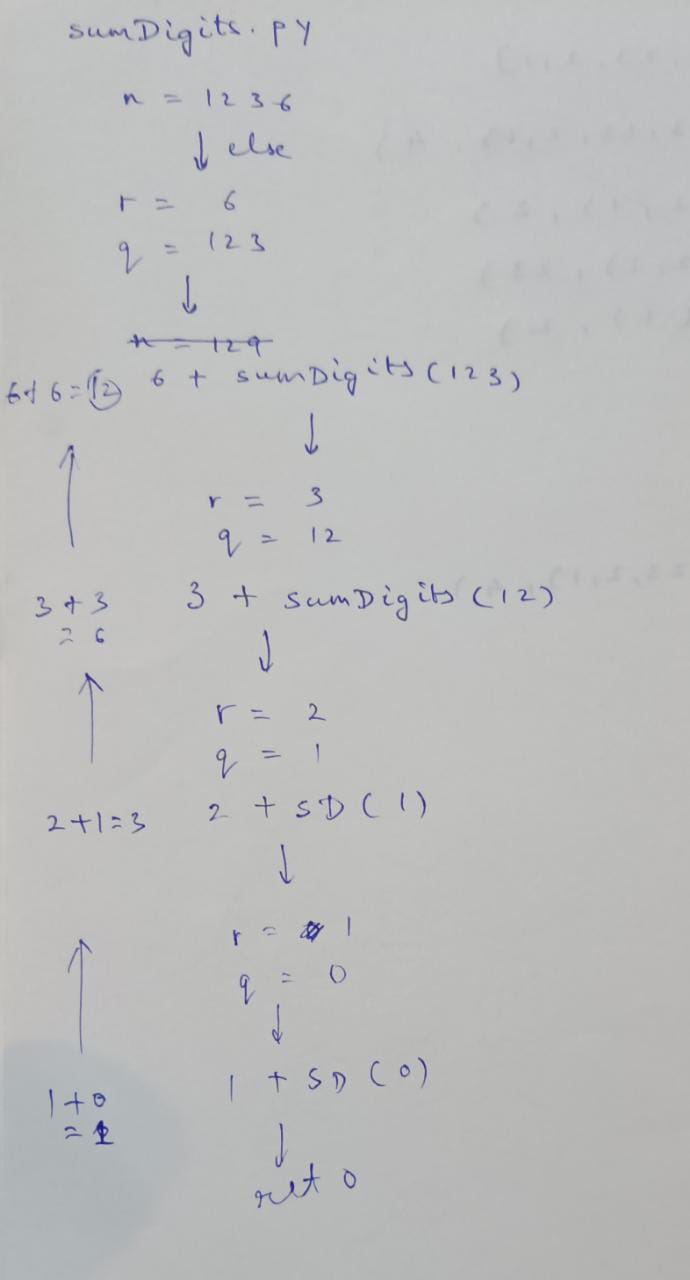 sumDigits.py
n = 1236
↓ else
r = 6
q = 123
↓
n = 129
6+6=12 6 + sumDigits (123)
↓
r = 3
q = 12
3+3 3 + sumDigits (12)
= 6
↓
r = 2
q = 1
2+1=3 2 + SD (1)
↓
r = 1
q = 0
↓
1+0 1 + SD (0)
= 1
↓
ret 0